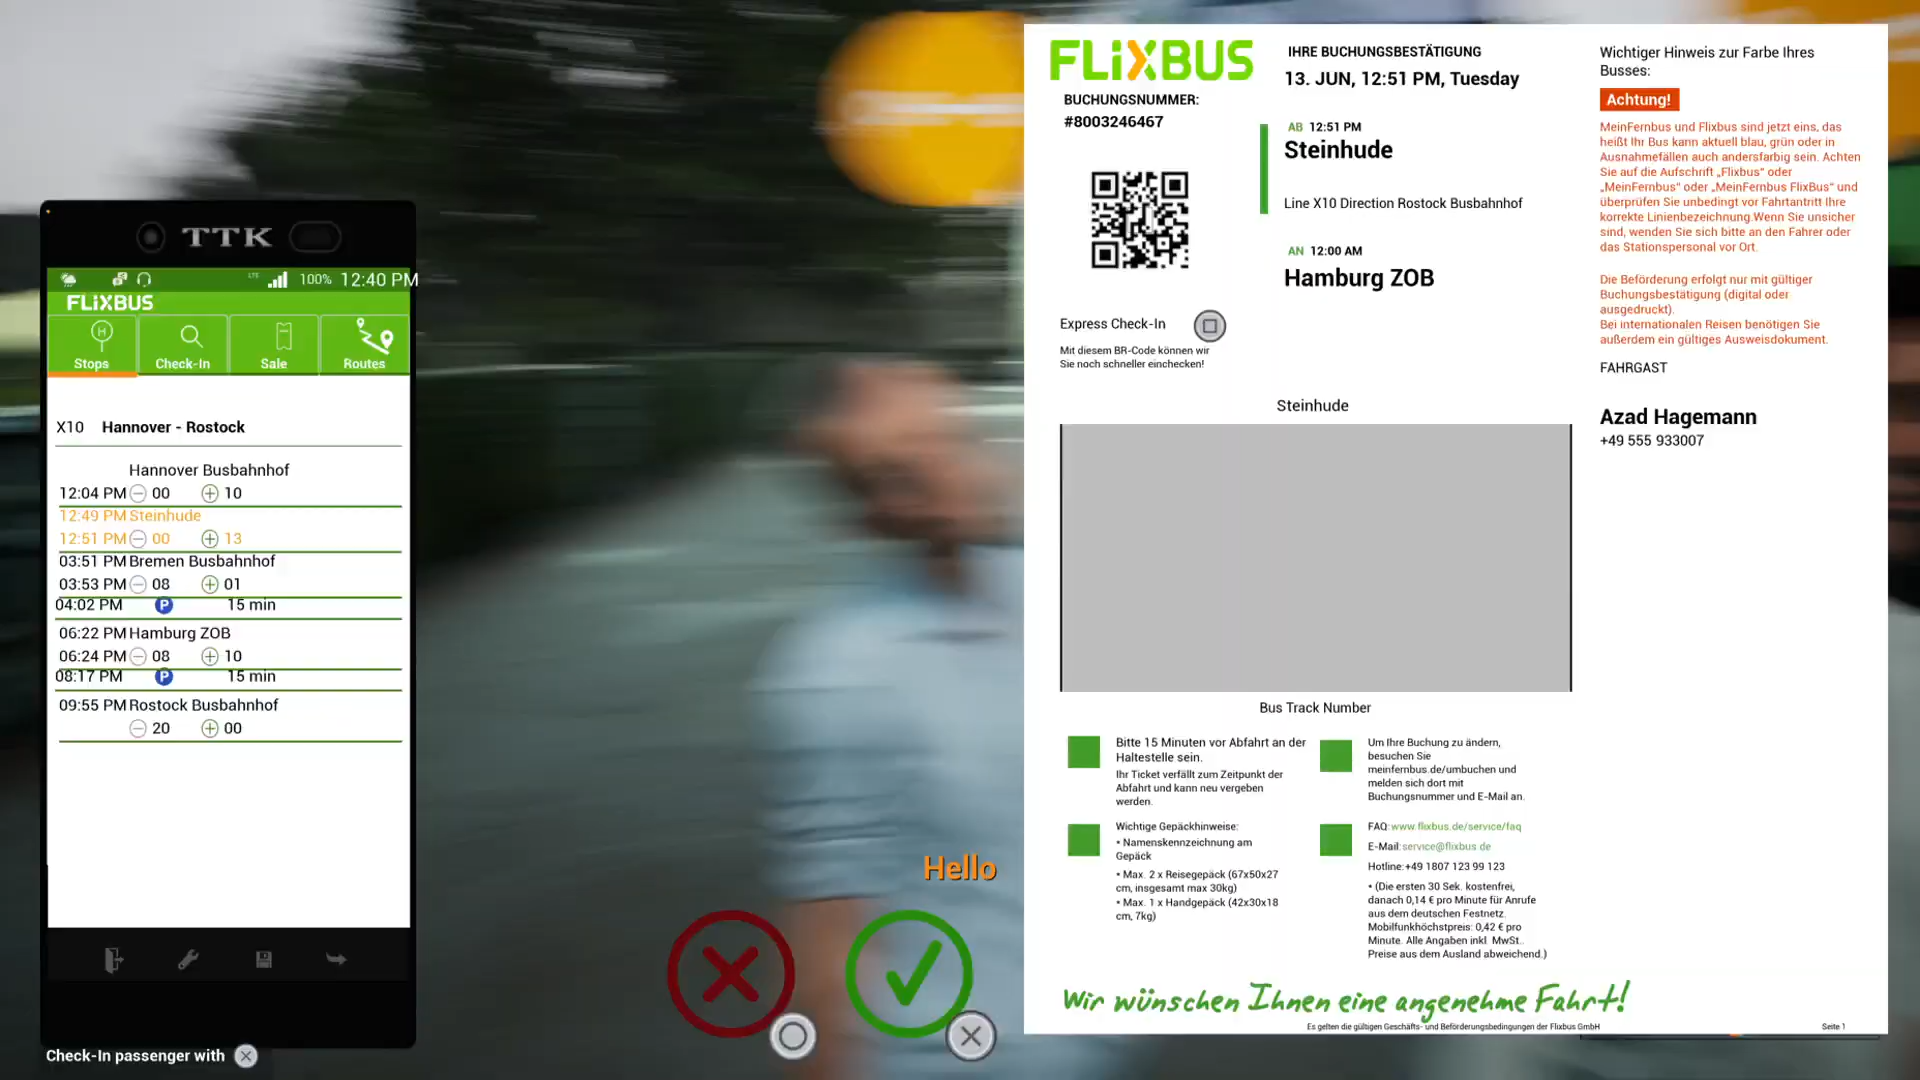 TTK
LTE 100% 12:40 PM
FLiXBUS
Stops Check-In Sale Routes
X10 Hannover - Rostock
Hannover Busbahnhof
12:04 PM 00 10
12:49 PM Steinhude
12:51 PM 00 13
03:51 PM Bremen Busbahnhof
03:53 PM 08 01
04:02 PM P 15 min
06:22 PM Hamburg ZOB
06:24 PM 08 10
08:17 PM P 15 min
09:55 PM Rostock Busbahnhof
20 00
Check-In passenger with
Hello
FLiXBUS
BUCHUNGSNUMMER:
#8003246467
Express Check-In
Mit diesem BR-Code können wir
Sie noch schneller einchecken!
IHRE BUCHUNGSBESTÄTIGUNG
13. JUN, 12:51 PM, Tuesday
AB 12:51 PM
Steinhude
Line X10 Direction Rostock Busbahnhof
AN 12:00 AM
Hamburg ZOB
Steinhude
Bus Track Number
Bitte 15 Minuten vor Abfahrt an der
Haltestelle sein.
Ihr Ticket verfällt zum Zeitpunkt der
Abfahrt und kann neu vergeben
werden.
Wichtige Gepäckhinweise:
• Namenskennzeichnung am
Gepäck
• Max. 2 x Reisegepäck (67x50x27
cm, insgesamt max 30kg)
• Max. 1 x Handgepäck (42x30x18
cm, 7kg)
Um Ihre Buchung zu ändern,
besuchen Sie
meinfernbus.de/umbuchen und
melden sich dort mit
Buchungsnummer und E-Mail an.
FAQ: www.flixbus.de/service/faq
E-Mail: service@flixbus.de
Hotline: +49 1807 123 99 123
• (Die ersten 30 Sek. kostenfrei,
danach 0,14 € pro Minute für Anrufe
aus dem deutschen Festnetz.
Mobilfunkhöchstpreis: 0,42 € pro
Minute. Alle Angaben inkl. MwSt..
Preise aus dem Ausland abweichend.)
Wichtiger Hinweis zur Farbe Ihres
Busses:
Achtung!
MeinFernbus und Flixbus sind jetzt eins, das
heißt Ihr Bus kann aktuell blau, grün oder in
Ausnahmefällen auch andersfarbig sein. Achten
Sie auf die Aufschrift „Flixbus“ oder
„MeinFernbus“ oder „MeinFernbus FlixBus“ und
überprüfen Sie unbedingt vor Fahrtantritt Ihre
korrekte Linienbezeichnung.Wenn Sie unsicher
sind, wenden Sie sich bitte an den Fahrer oder
das Stationspersonal vor Ort.
Die Beförderung erfolgt nur mit gültiger
Buchungsbestätigung (digital oder
ausgedruckt).
Bei internationalen Reisen benötigen Sie
außerdem ein gültiges Ausweisdokument.
FAHRGAST
Azad Hagemann
+49 555 933007
Wir wünschen Ihnen eine angenehme Fahrt!
Es gelten die gültigen Geschäfts- und Beförderungsbedingungen der Flixbus GmbH
Seite 1